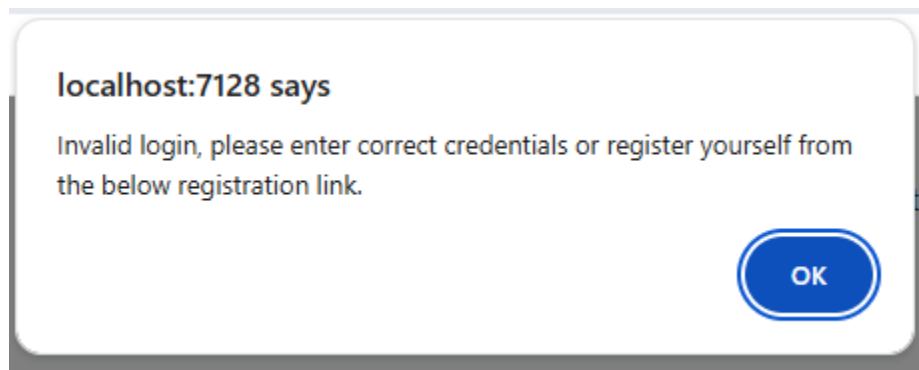 localhost:7128 says
Invalid login, please enter correct credentials or register yourself from
the below registration link.
OK